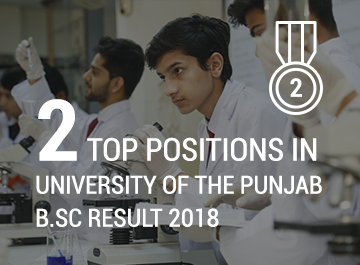 2
2 TOP POSITIONS IN
UNIVERSITY OF THE PUNJAB
B.SC RESULT 2018